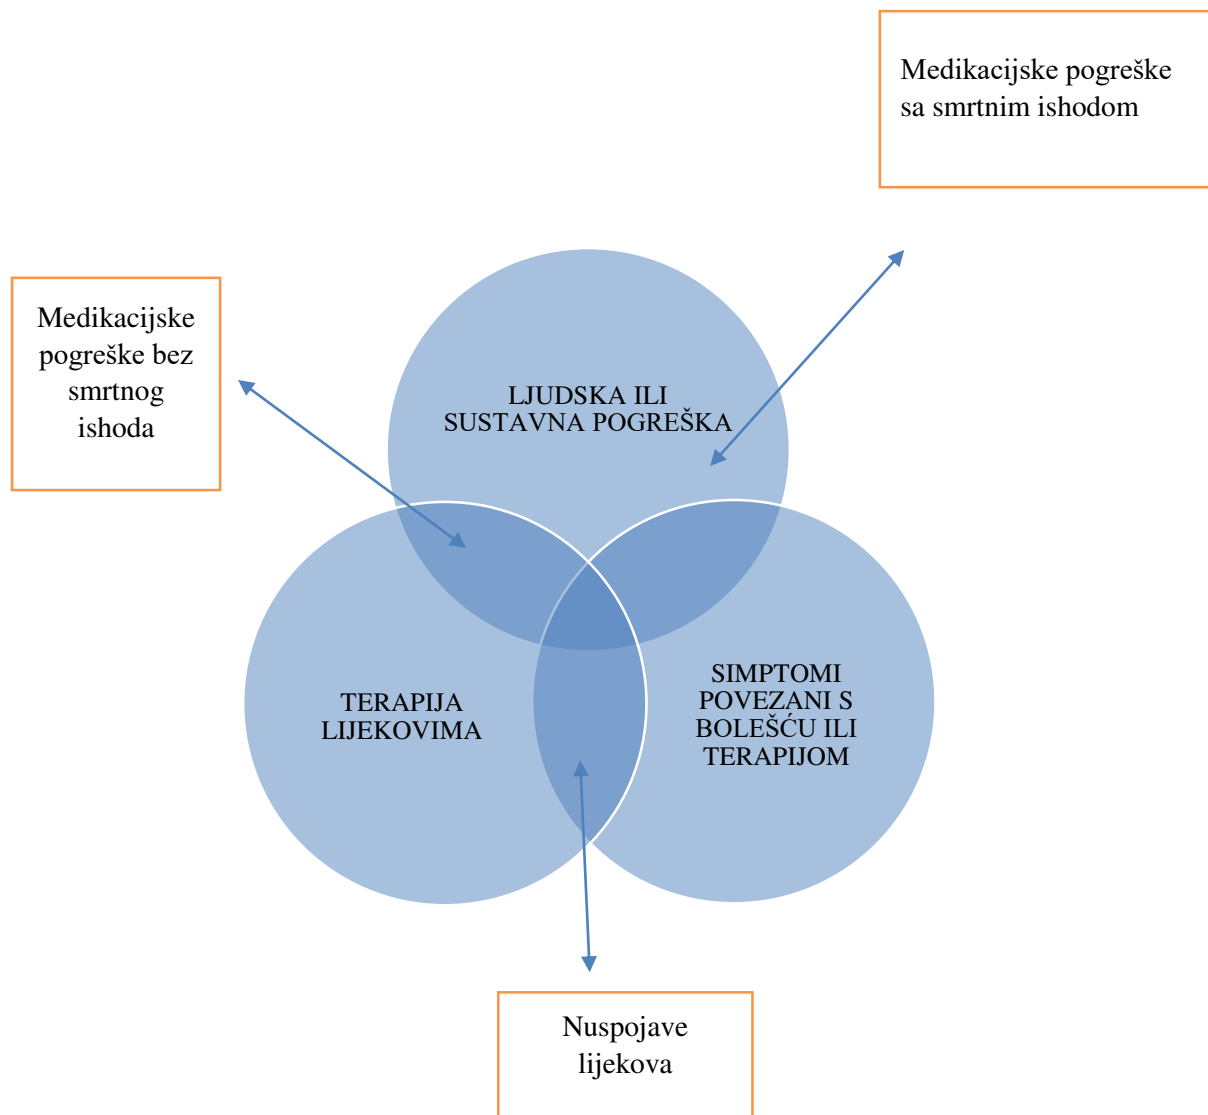 Medikacijske pogreške
sa smrtnim ishodom
Medikacijske
pogreške bez
smrtnog
ishoda
LJUDSKA ILI
SUSTAVNA POGREŠKA
TERAPIJA
LIJEKOVIMA
SIMPTOMI
POVEZANI S
BOLEŠĆU ILI
TERAPIJOM
Nuspojave
lijekova